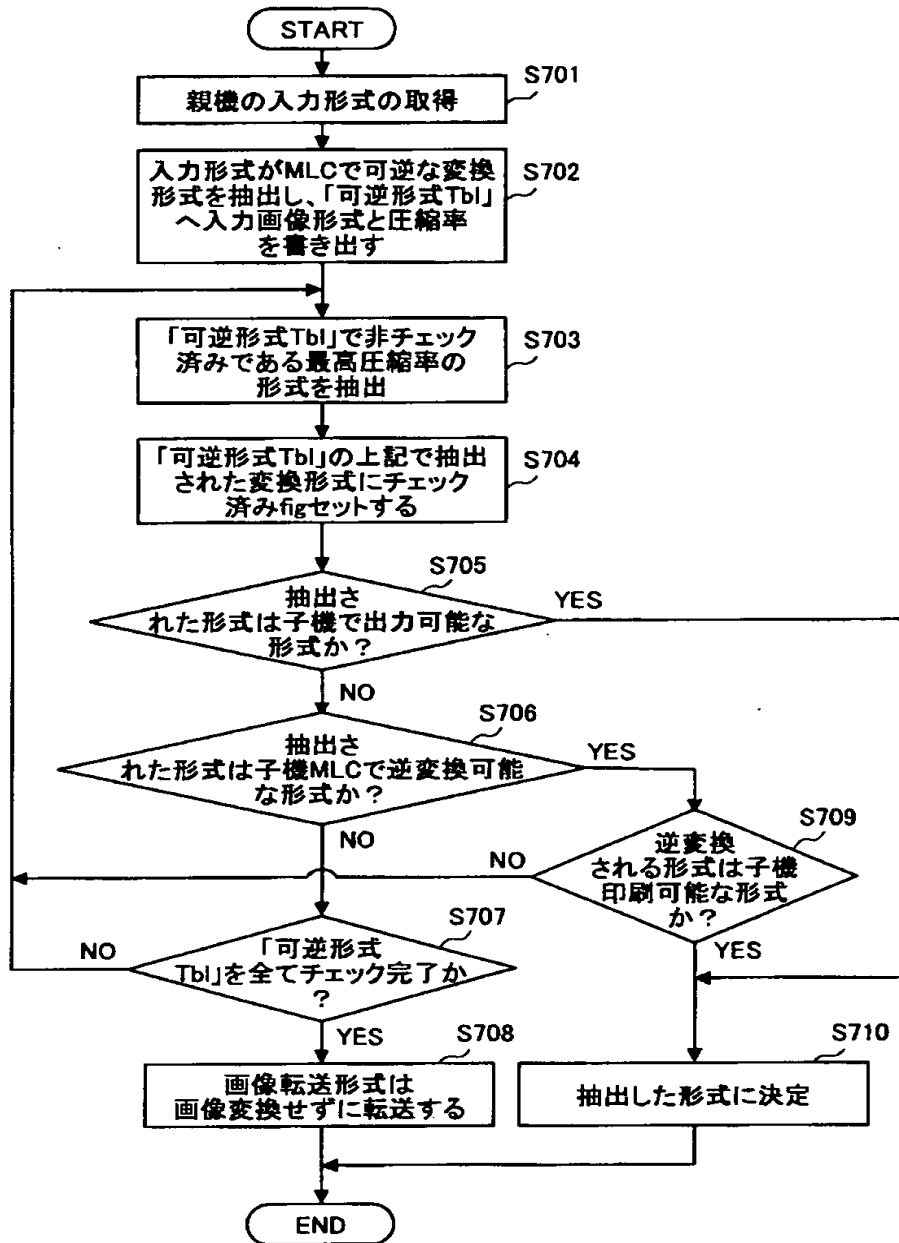 START
S701
親機の入力形式の取得
S702
入力形式がMLCで可逆な変換
形式を抽出し、「可逆形式Tbl」
へ入力画像形式と圧縮率
を書き出す
S703
「可逆形式Tbl」で非チェック
済みである最高圧縮率の
形式を抽出
S704
「可逆形式Tbl」の上記で抽出
された変換形式にチェック
済みfigセットする
S705
抽出さ
れた形式は子機で出力可能な
形式か?
YES
NO
S706
抽出さ
れた形式は子機MLCで逆変換可能
な形式か?
YES
NO
S709
逆変換
される形式は子機
印刷可能な形式
か?
NO
YES
S707
「可逆形式
Tbl」を全てチェック完了か
?
NO
YES
S708
画像転送形式は
画像変換せずに転送する
S710
抽出した形式に決定
END